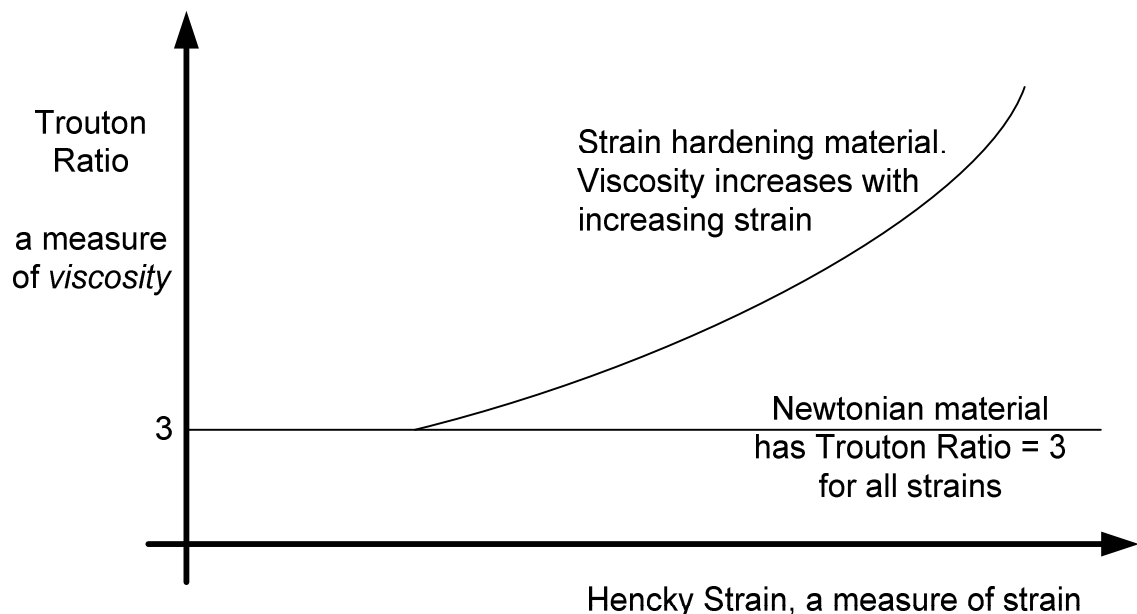 Trouton
Ratio
a measure
of viscosity
Strain hardening material.
Viscosity increases with
increasing strain
3
Newtonian material
has Trouton Ratio = 3
for all strains
Hencky Strain, a measure of strain